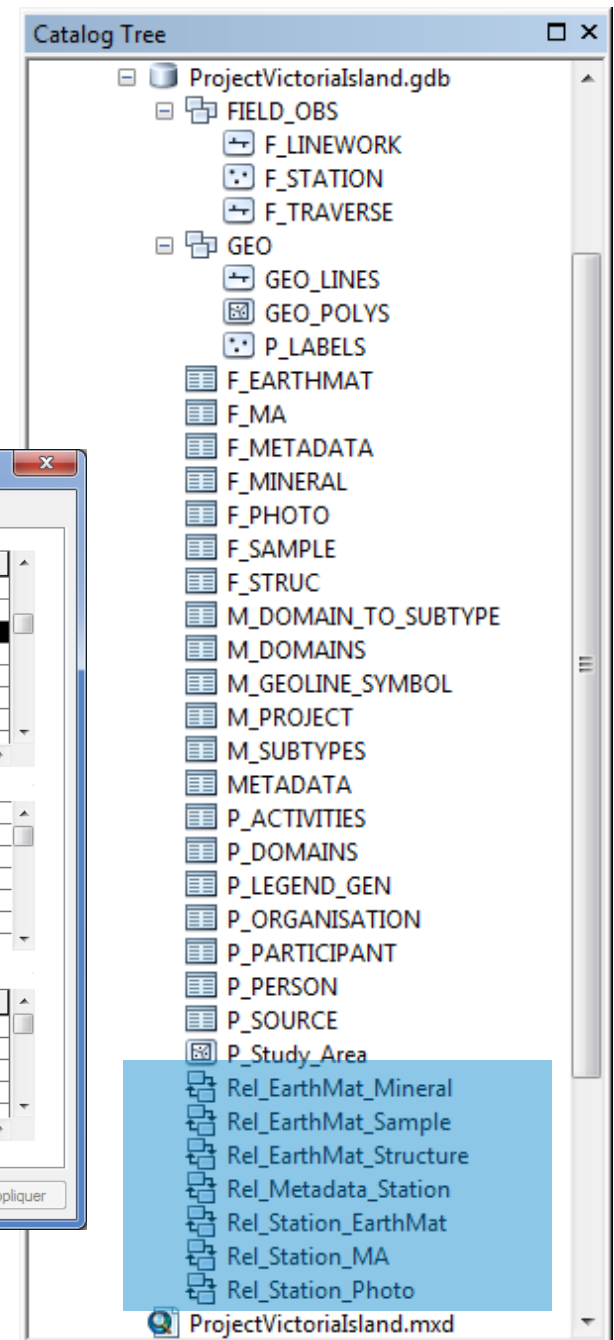 Catalog Tree
ProjectVictoriaIsland.gdb
FIELD_OBS
F_LINEWORK
F_STATION
F_TRAVERSE
GEO
GEO_LINES
GEO_POLYS
P_LABELS
F_EARTHMAT
F_MA
F_METADATA
F_MINERAL
F_PHOTO
F_SAMPLE
F_STRUC
M_DOMAIN_TO_SUBTYPE
M_DOMAINS
M_GEOLINE_SYMBOL
M_PROJECT
M_SUBTYPES
METADATA
P_ACTIVITIES
P_DOMAINS
P_LEGEND_GEN
P_ORGANISATION
P_PARTICIPANT
P_PERSON
P_SOURCE
P_Study_Area
Rel_EarthMat_Mineral
Rel_EarthMat_Sample
Rel_EarthMat_Structure
Rel_Metadata_Station
Rel_Station_EarthMat
Rel_Station_MA
Rel_Station_Photo
ProjectVictoriaIsland.mxd